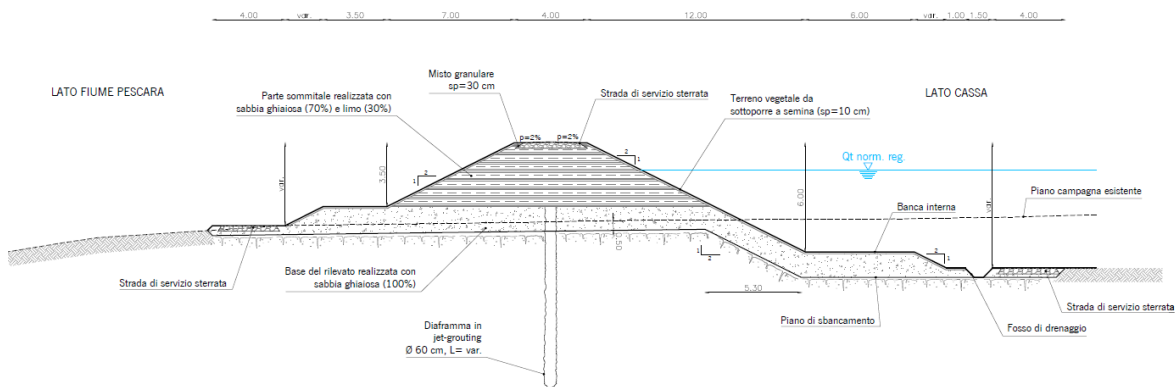 4.00 var. 3.50 7.00 4.00 12.00 6.00 var. 1.00 1.50 4.00
LATO FIUME PESCARA
Misto granulare
sp=30 cm
Parte sommitale realizzata con
sabbia ghiaiosa (70%) e limo (30%)
Strada di servizio sterrata
Terreno vegetale da
sottoporre a semina (sp=10 cm)
LATO CASSA
p=2% p=2%
Qt norm. reg.
2
1
2
1
3.50
var.
6.00
var.
Piano campagna esistente
Banca interna
0.50
2
1
1
2
Strada di servizio sterrata
Base del rilevato realizzata con
sabbia ghiaiosa (100%)
5.30
Piano di sbancamento
Fosso di drenaggio
Strada di servizio sterrata
Diaframma in
jet-grouting
Ø 60 cm, L= var.